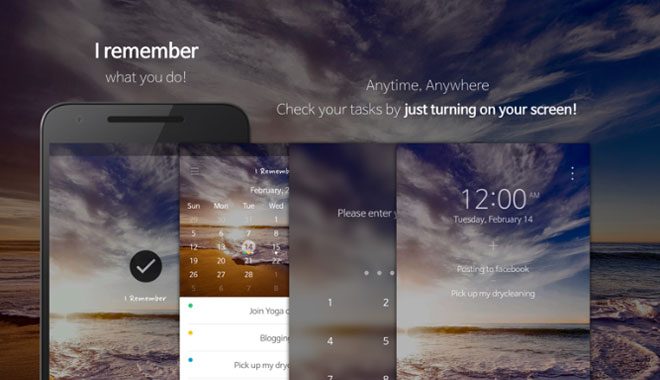 I remember
what you do!
Anytime. Anywhere
Check your tasks by just turning on your screen!
I Remember
I Remember
February, 2
Sun Mon Tue Wed
29 30 31 1
5 6 7 8
12 13 14 15
19 20 21 22
26 27 28 1
Join Yoga c
Blogging
Pick up my dryc
Please enter y
1 2
4 5
7 8
12:00 AM
Tuesday, February 14
+
Posting to facebook
Pick up my drycleaning